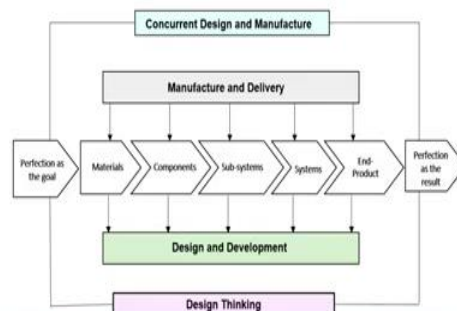 Concurrent Design and Manufacture
Manufacture and Delivery
Perfection as
the goal
Materials
Components
Sub-systems
Systems
End-
Product
Perfection
as the
result
Design and Development
Design Thinking